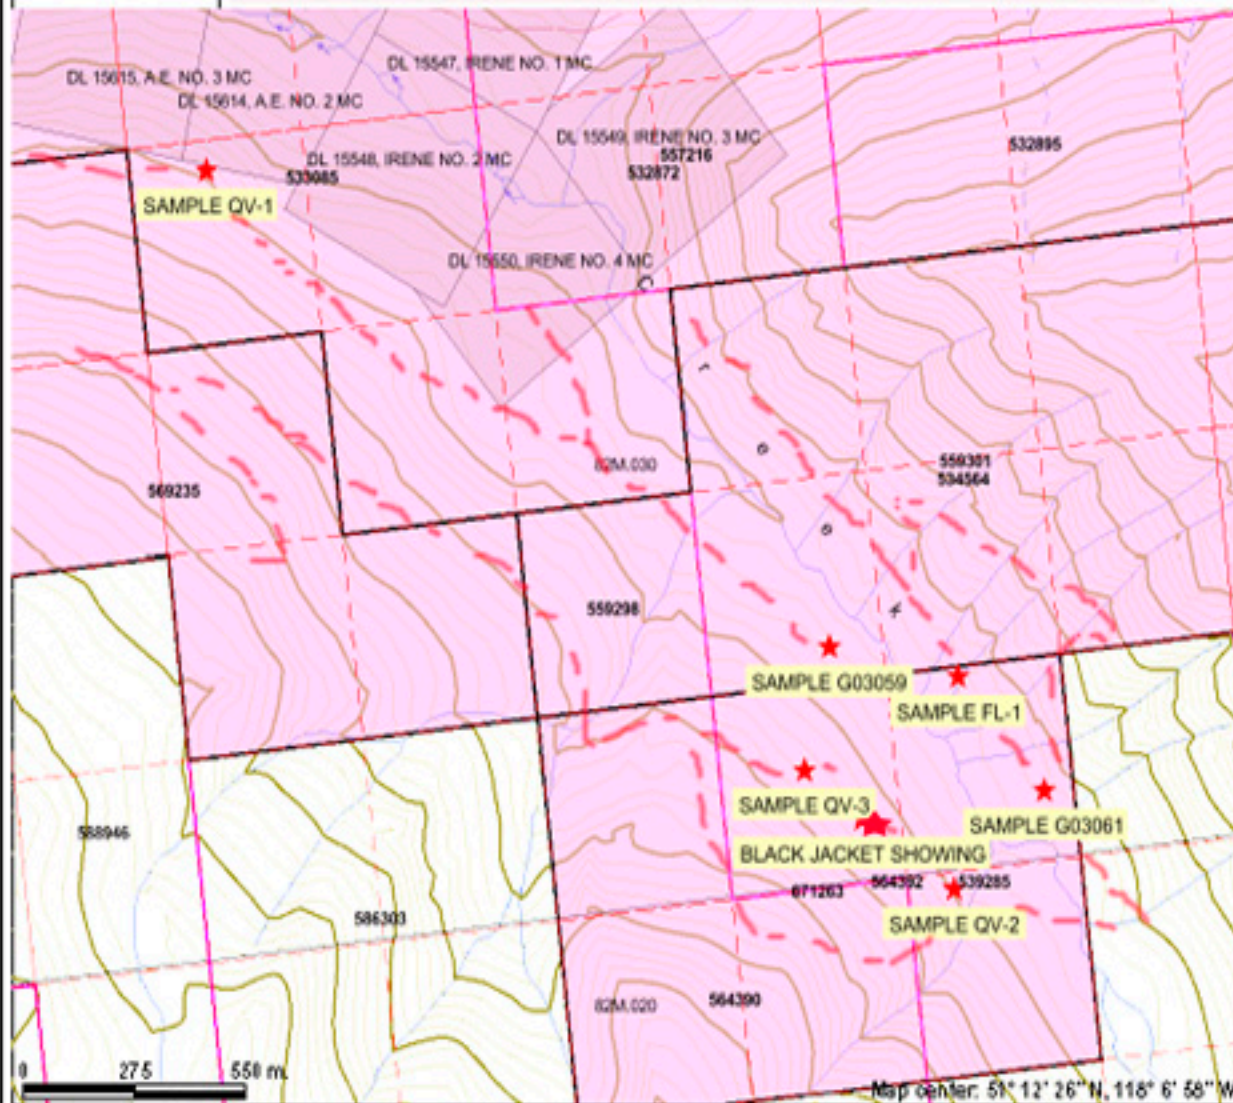 DL 15547, IRENE NO. 1 MC
DL 15615, A.E. NO. 3 MC
DL 15614, A.E. NO. 2 MC
DL 15549, IRENE NO. 3 MC
557216
532872
532895
DL 15548, IRENE NO. 2 MC
533085
SAMPLE QV-1
DL 15550, IRENE NO. 4 MC
C
r
e
e
k
82M.030
559301
534564
569235
559298
SAMPLE G03059
SAMPLE FL-1
SAMPLE QV-3
SAMPLE G03061
588946
BLACK JACKET SHOWING
671263
564392
539285
586303
SAMPLE QV-2
82M.020
564390
0 275 550 m.
Map center: 51° 12' 26" N, 118° 6' 58" W